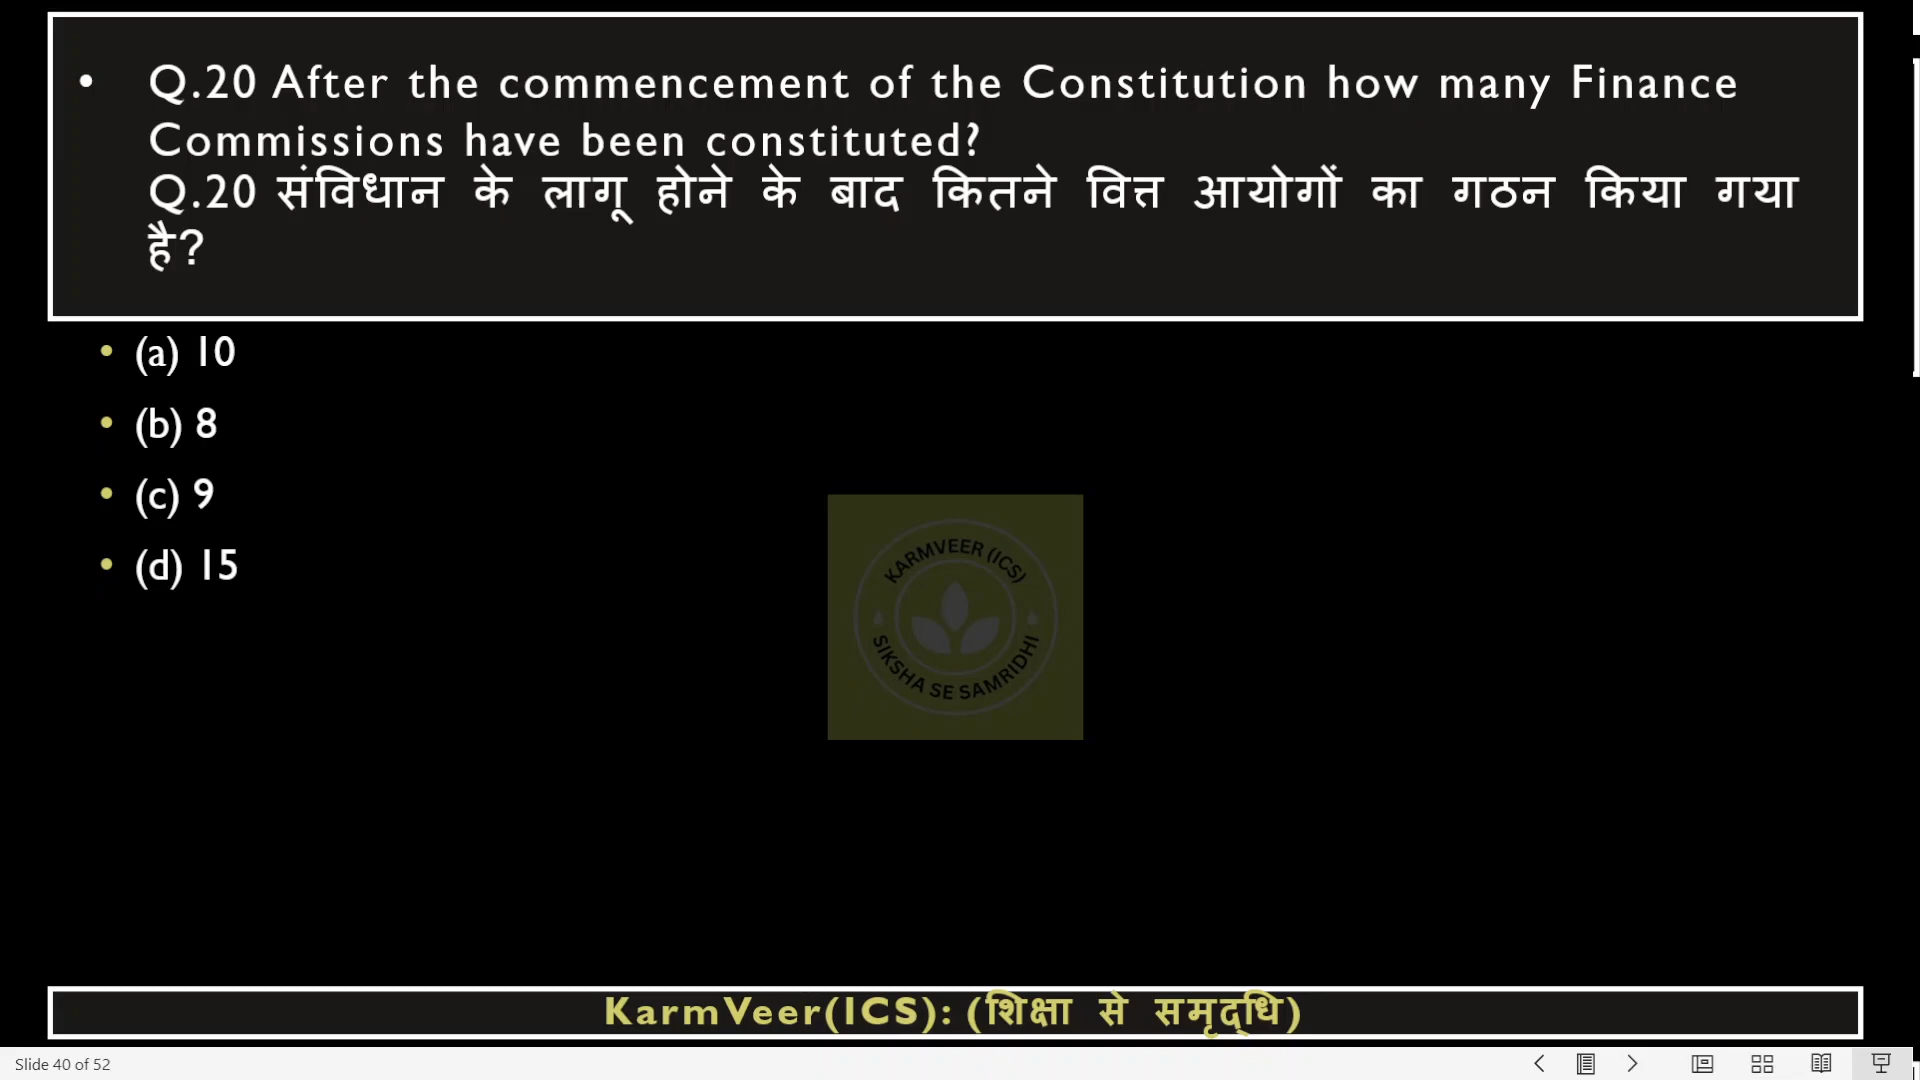 • Q.20 After the commencement of the Constitution how many Finance
Commissions have been constituted?
Q.20 संविधान के लागू होने के बाद कितने वित्त आयोगों का गठन किया गया
है?
• (a) 10
• (b) 8
• (c) 9
• (d) 15
KARMVEER (ICS)
SIKSHA SE SAMRIDHI
KarmVeer(ICS): (शिक्षा से समृद्धि)
Slide 40 of 52